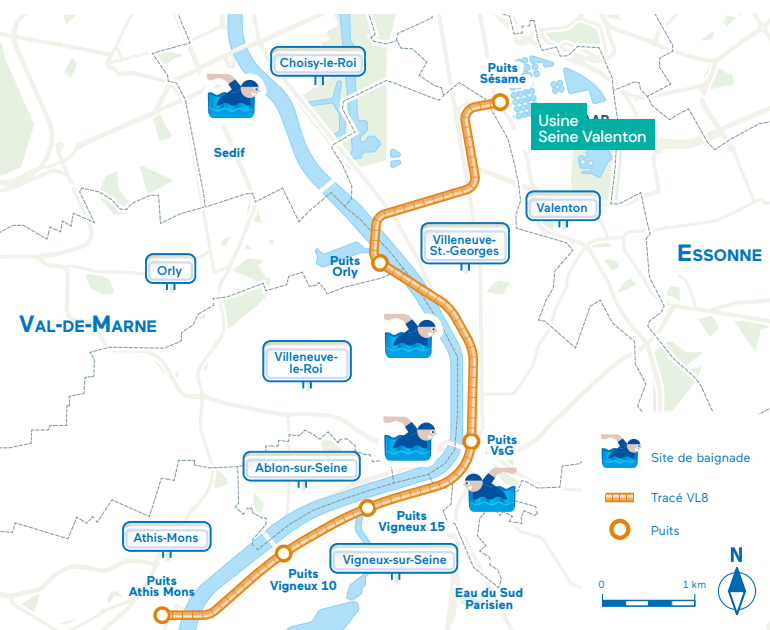 Choisy-le-Roi
Puits
Sésame
Usine
Seine Valenton
Sedif
Valenton
Villeneuve-
St.-Georges
ESSONNE
Puits
Orly
Orly
VAL-DE-MARNE
Villeneuve-
le-Roi
Puits
VsG
Site de baignade
Ablon-sur-Seine
Tracé VL8
Puits
Vigneux 15
Puits
Athis-Mons
Vigneux-sur-Seine
N
Puits
Vigneux 10
Puits
Athis Mons
0
1 km
Eau du Sud
Parisien